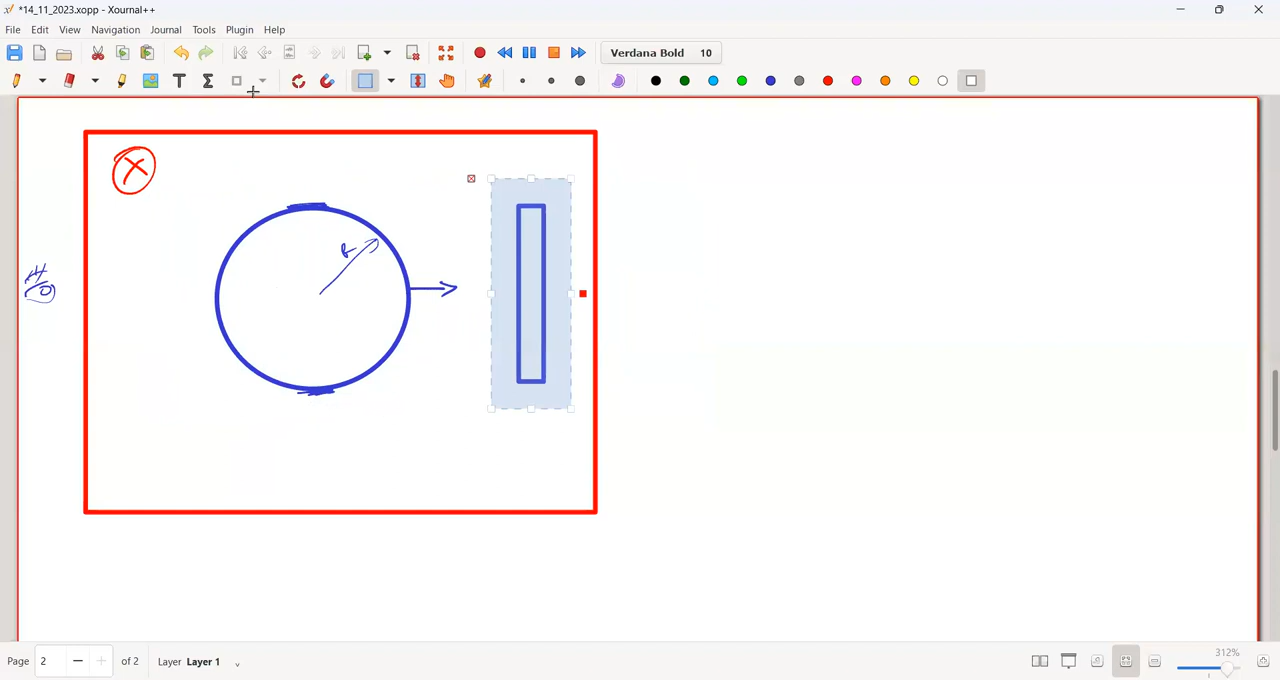 *14_11_2023.xopp - Xournal++
File Edit View Navigation Journal Tools Plugin Help
Verdana Bold 10
X
Page 2 of 2 Layer Layer 1
312%